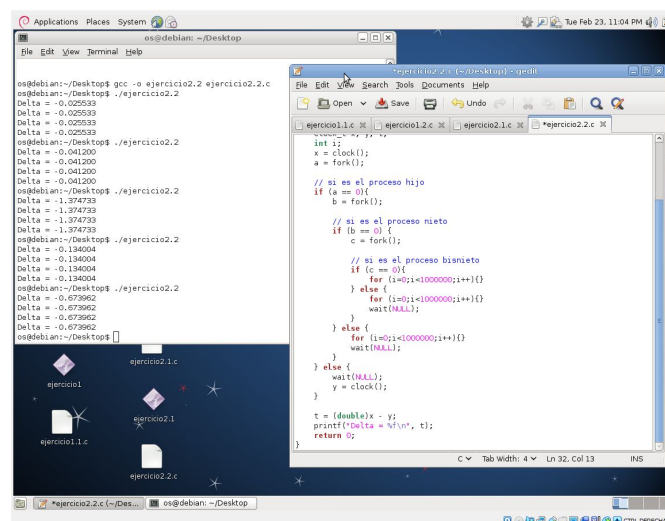 Applications Places System
Tue Feb 23, 11:04 PM
os@debian: ~/Desktop
File Edit View Terminal Help
os@debian:~/Desktop$ gcc -o ejercicio2.2 ejercicio2.2.c
os@debian:~/Desktop$ ./ejercicio2.2
Delta = -0.025533
Delta = -0.025533
Delta = -0.025533
Delta = -0.025533
os@debian:~/Desktop$ ./ejercicio2.2
Delta = -0.041200
Delta = -0.041200
Delta = -0.041200
Delta = -0.041200
os@debian:~/Desktop$ ./ejercicio2.2
Delta = -1.374733
Delta = -1.374733
Delta = -1.374733
Delta = -1.374733
os@debian:~/Desktop$ ./ejercicio2.2
Delta = -0.134004
Delta = -0.134004
Delta = -0.134004
Delta = -0.134004
os@debian:~/Desktop$ ./ejercicio2.2
Delta = -0.673962
Delta = -0.673962
Delta = -0.673962
Delta = -0.673962
os@debian:~/Desktop$
*ejercicio2.2.c (~/Desktop) - gedit
File Edit View Search Tools Documents Help
Open Save Undo
ejercicio1.1.c ejercicio1.2.c ejercicio2.1.c *ejercicio2.2.c
int i;
x = clock();
a = fork();
// si es el proceso hijo
if (a == 0){
b = fork();
// si es el proceso nieto
if (b == 0) {
c = fork();
// si es el proceso bisnieto
if (c == 0){
for (i=0;i<1000000;i++){}
} else {
for (i=0;i<1000000;i++){}
wait(NULL);
}
} else {
for (i=0;i<1000000;i++){}
wait(NULL);
}
} else {
wait(NULL);
y = clock();
}
t = (double)x - y;
printf("Delta = %f\n", t);
return 0;
}
C Tab Width: 4 Ln 32, Col 13 INS
ejercicio2.1.c
ejercicio1
ejercicio2.1
ejercicio1.1.c
ejercicio2.2.c
*ejercicio2.2.c (~/Des... os@debian: ~/Desktop